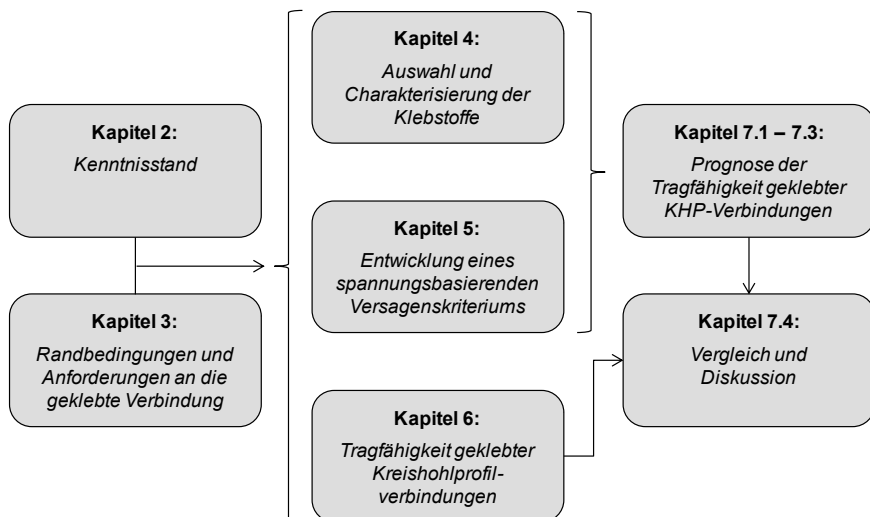 Kapitel 2:
Kenntnisstand
Kapitel 3:
Randbedingungen und
Anforderungen an die
geklebte Verbindung
Kapitel 4:
Auswahl und
Charakterisierung der
Klebstoffe
Kapitel 5:
Entwicklung eines
spannungsbasierenden
Versagenskriteriums
Kapitel 6:
Tragfähigkeit geklebter
Kreishohlprofil-
verbindungen
Kapitel 7.1 – 7.3:
Prognose der
Tragfähigkeit geklebter
KHP-Verbindungen
Kapitel 7.4:
Vergleich und
Diskussion